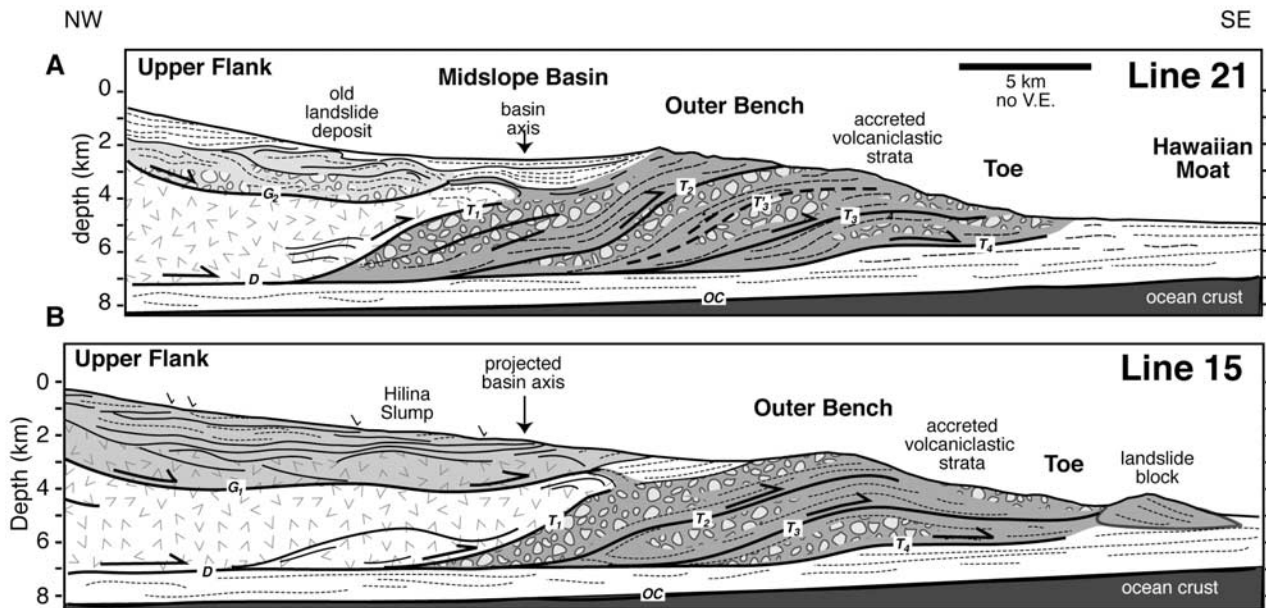 NW
SE
A
Upper Flank
Midslope Basin
5 km
no V.E.
Line 21
old
landslide
deposit
basin
axis
Outer Bench
accreted
volcaniclastic
strata
Toe
Hawaiian
Moat
depth (km)
0
2
4
6
8
G2
T1
T2
T'3
T3
T4
D
OC
ocean crust
B
Upper Flank
projected
basin axis
Line 15
Hilina
Slump
Outer Bench
accreted
volcaniclastic
strata
Toe
landslide
block
Depth (km)
0
2
4
6
8
G1
T1
T2
T3
T4
D
OC
ocean crust